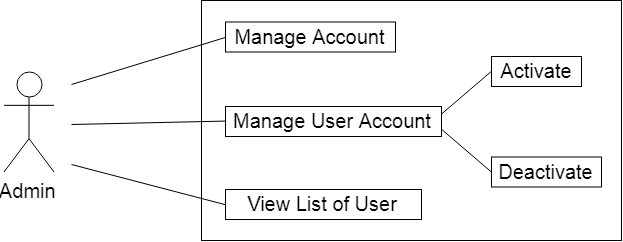 Manage Account
Activate
Manage User Account
Deactivate
Admin
View List of User